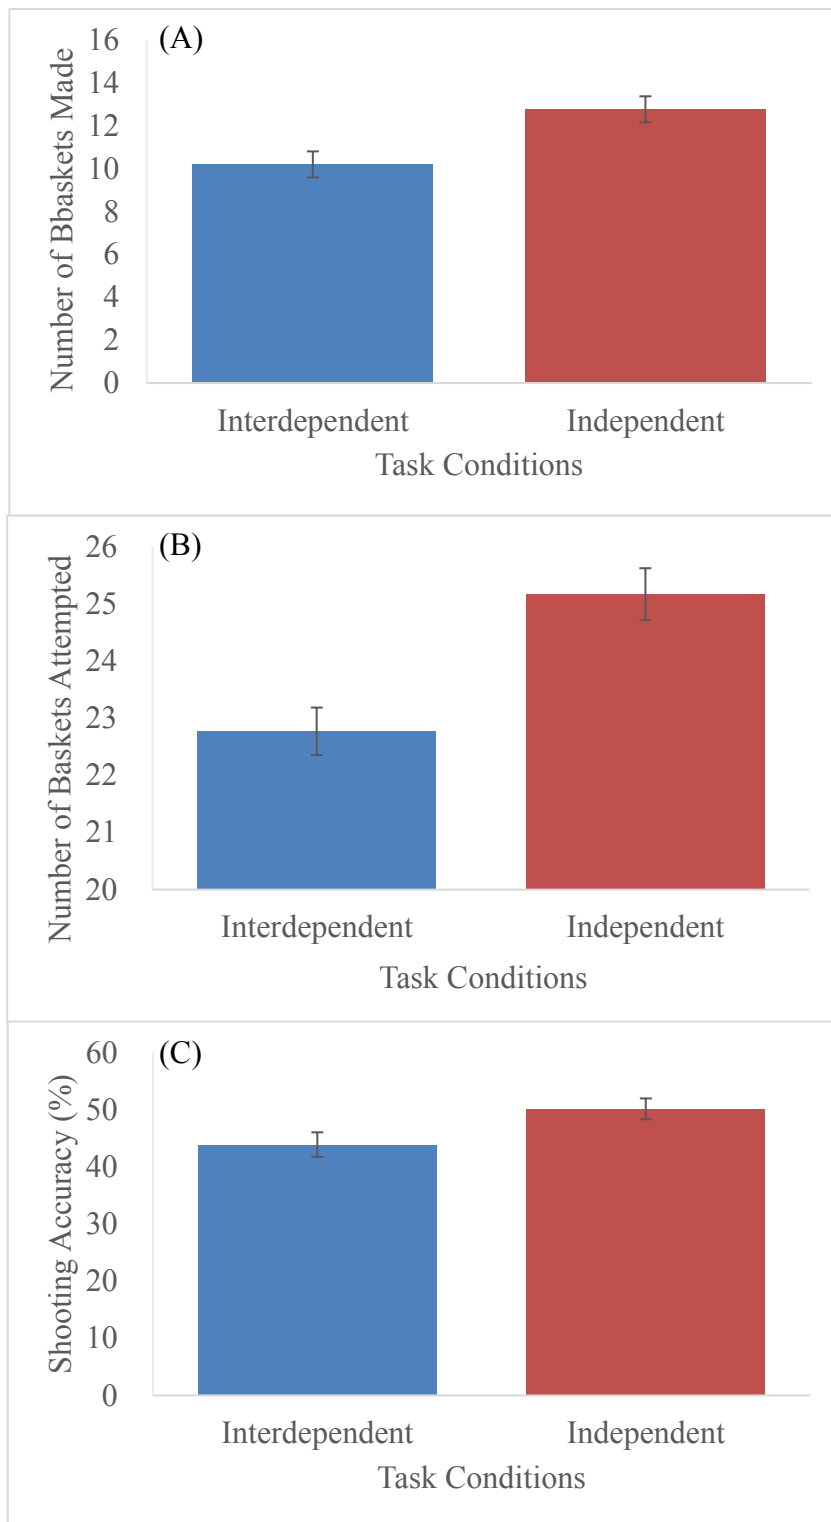 (A)
Number of Bbaskets Made
16
14
12
10
8
6
4
2
0
Interdependent Independent
Task Conditions
(B)
Number of Baskets Attempted
26
25
24
23
22
21
20
Interdependent Independent
Task Conditions
(C)
Shooting Accuracy (%)
60
50
40
30
20
10
0
Interdependent Independent
Task Conditions